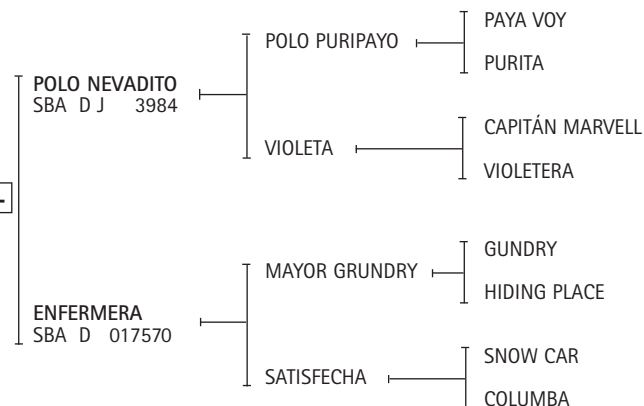 PAYA VOY
POLO PURIPAYO
PURITA
POLO NEVADITO
SBA D J 3984
CAPITÁN MARVELL
VIOLETA
VIOLETERA
GUNDRY
MAYOR GRUNDRY
HIDING PLACE
ENFERMERA
SBA D 017570
SNOW CAR
SATISFECHA
COLUMBA